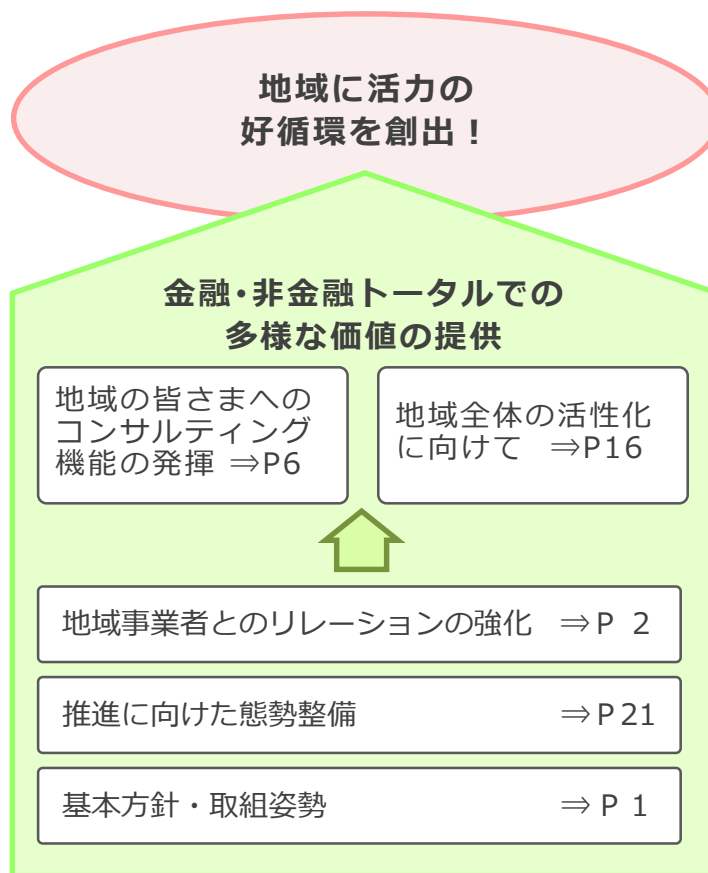 地域に活力の
好循環を創出！
金融・非金融トータルでの
多様な価値の提供
地域の皆さまへの
コンサルティング
機能の発揮 ⇒P6
地域全体の活性化
に向けて ⇒P16
地域事業者とのリレーションの強化 ⇒P 2
推進に向けた態勢整備 ⇒P21
基本方針・取組姿勢 ⇒P 1